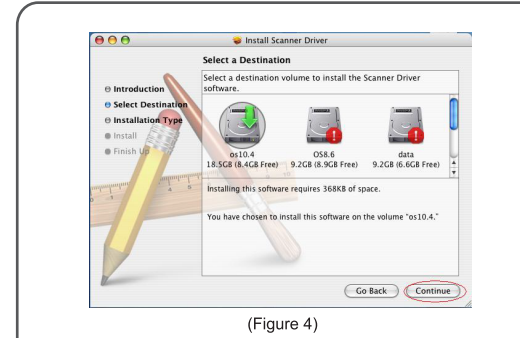 Install Scanner Driver
Select a Destination
Introduction
Select Destination
Installation Type
Install
Finish Up
Select a destination volume to install the Scanner Driver
software.
os10.4
18.5GB (8.4GB Free)
OS8.6
9.2GB (8.9GB Free)
data
9.2GB (6.6GB Free)
Installing this software requires 368KB of space.
You have chosen to install this software on the volume "os10.4."
Go Back
Continue
(Figure 4)